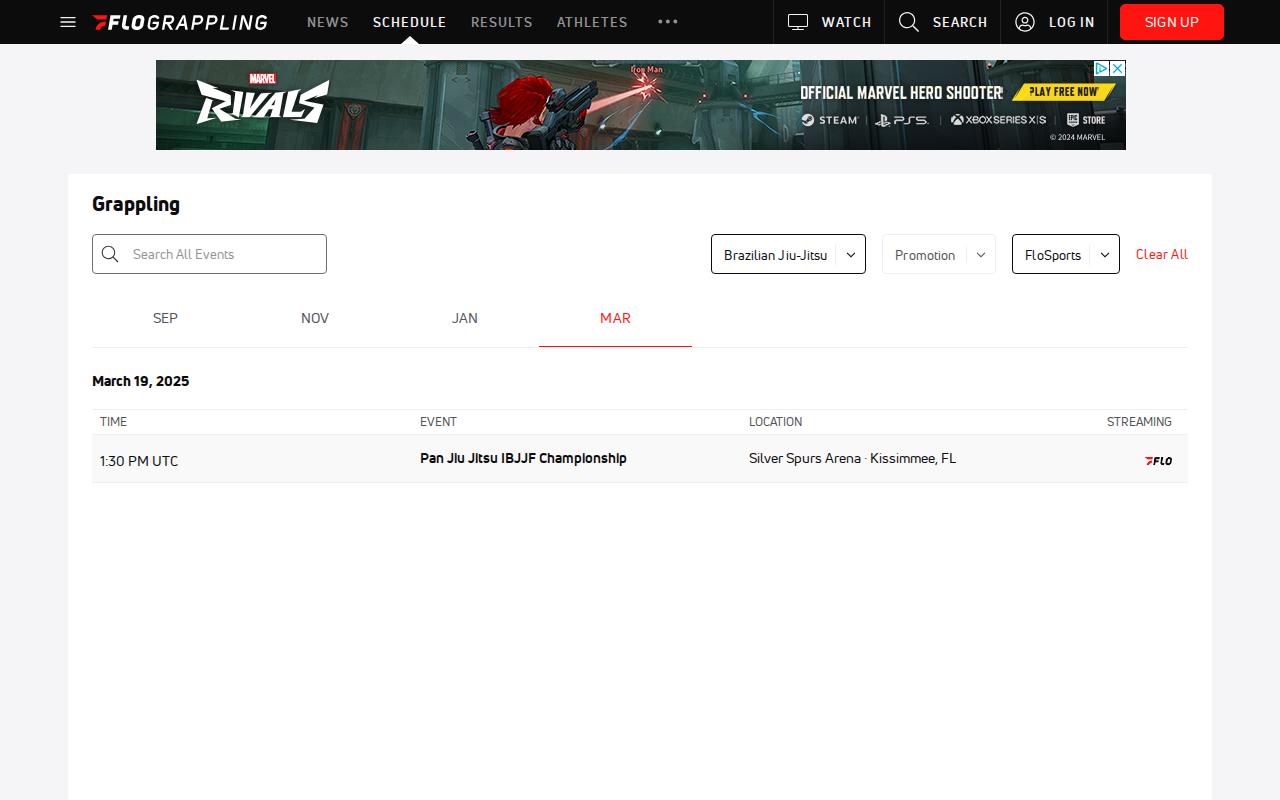 FLOGRAPPLING NEWS SCHEDULE RESULTS ATHLETES WATCH SEARCH LOG IN SIGN UP
MARVEL RIVALS
Iron Man
OFFICIAL MARVEL HERO SHOOTER PLAY FREE NOW
STEAM | PS5 | XBOX SERIES X|S | EPIC GAMES STORE
© 2024 MARVEL
Grappling
Search All Events Brazilian Jiu-Jitsu Promotion FloSports Clear All
SEP NOV JAN MAR
March 19, 2025
TIME EVENT LOCATION STREAMING
1:30 PM UTC Pan Jiu Jitsu IBJJF Championship Silver Spurs Arena · Kissimmee, FL FLO